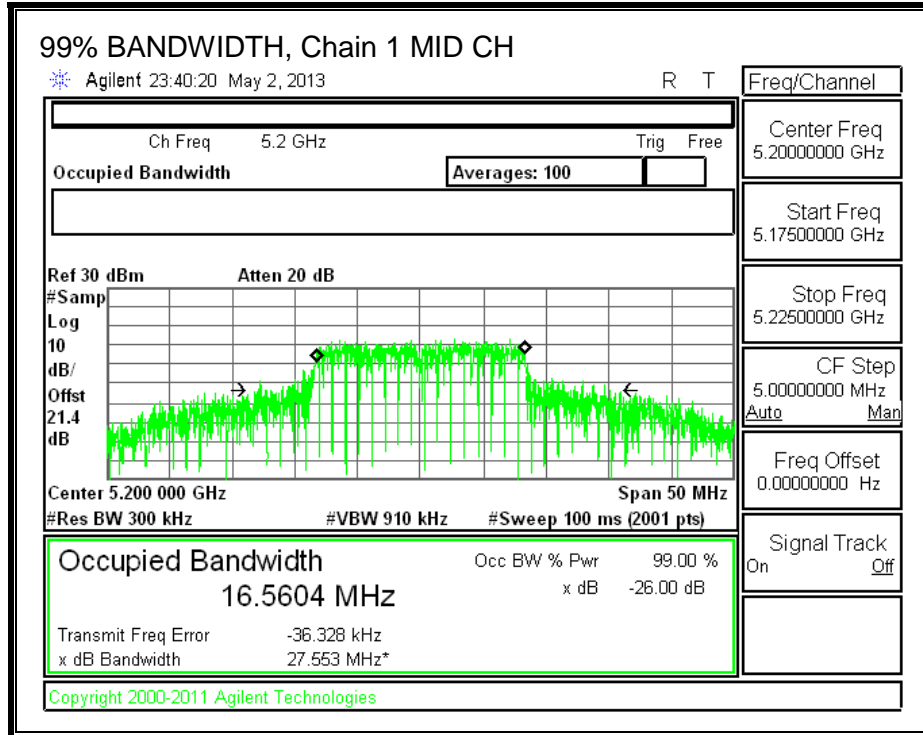 99% BANDWIDTH, Chain 1 MID CH
Agilent 23:40:20 May 2, 2013 R T
Freq/Channel
Ch Freq 5.2 GHz Trig Free
Occupied Bandwidth Averages: 100
Center Freq
5.20000000 GHz
Start Freq
5.17500000 GHz
Ref 30 dBm Atten 20 dB
#Samp
Log
10
dB/
Offst
21.4
dB
Stop Freq
5.22500000 GHz
CF Step
5.00000000 MHz
Auto Man
Center 5.200 000 GHz Span 50 MHz
#Res BW 300 kHz #VBW 910 kHz #Sweep 100 ms (2001 pts)
Freq Offset
0.00000000 Hz
Occupied Bandwidth Occ BW % Pwr 99.00 %
16.5604 MHz x dB -26.00 dB
Transmit Freq Error -36.328 kHz
x dB Bandwidth 27.553 MHz*
Signal Track
On Off
Copyright 2000-2011 Agilent Technologies